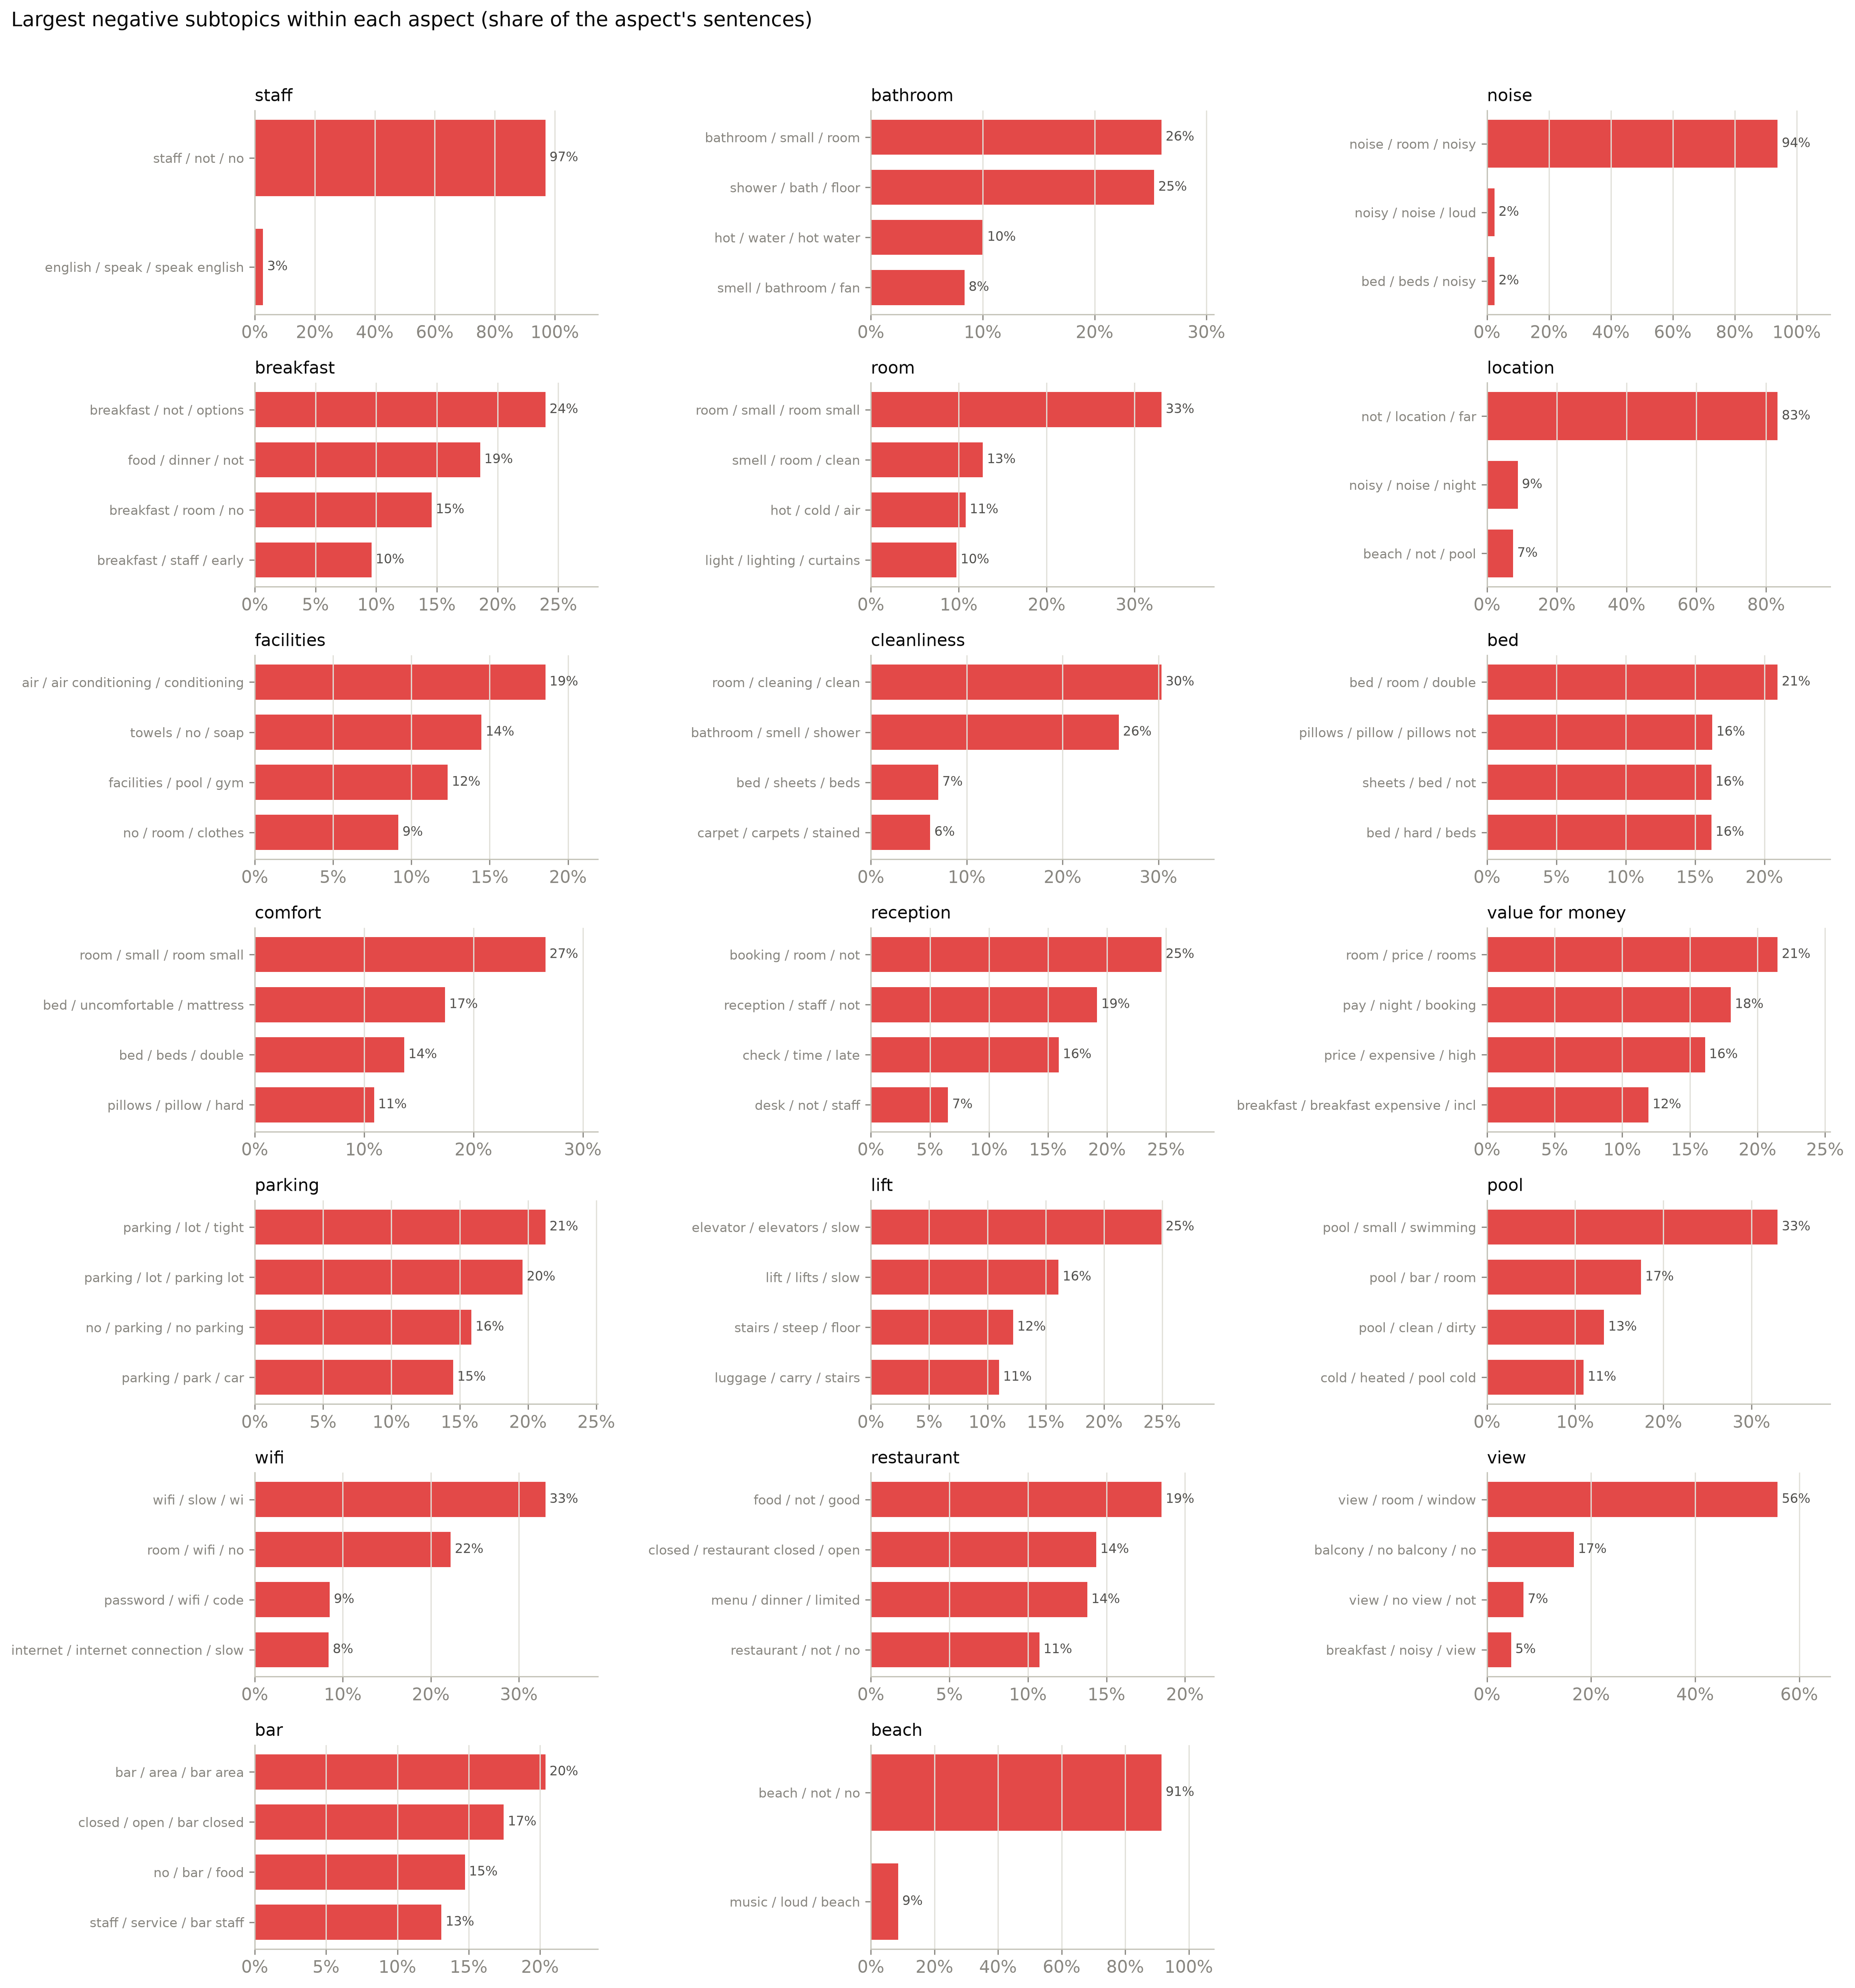 Largest negative subtopics within each aspect (share of the aspect's sentences)
staff
staff / not / no
97%
english / speak / speak english
3%
0% 20% 40% 60% 80% 100%
bathroom
bathroom / small / room
26%
shower / bath / floor
25%
hot / water / hot water
10%
smell / bathroom / fan
8%
0% 10% 20% 30%
noise
noise / room / noisy
94%
noisy / noise / loud
2%
bed / beds / noisy
2%
0% 20% 40% 60% 80% 100%
breakfast
breakfast / not / options
24%
food / dinner / not
19%
breakfast / room / no
15%
breakfast / staff / early
10%
0% 5% 10% 15% 20% 25%
room
room / small / room small
33%
smell / room / clean
13%
hot / cold / air
11%
light / lighting / curtains
10%
0% 10% 20% 30%
location
not / location / far
83%
noisy / noise / night
9%
beach / not / pool
7%
0% 20% 40% 60% 80%
facilities
air / air conditioning / conditioning
19%
towels / no / soap
14%
facilities / pool / gym
12%
no / room / clothes
9%
0% 5% 10% 15% 20%
cleanliness
room / cleaning / clean
30%
bathroom / smell / shower
26%
bed / sheets / beds
7%
carpet / carpets / stained
6%
0% 10% 20% 30%
bed
bed / room / double
21%
pillows / pillow / pillows not
16%
sheets / bed / not
16%
bed / hard / beds
16%
0% 5% 10% 15% 20%
comfort
room / small / room small
27%
bed / uncomfortable / mattress
17%
bed / beds / double
14%
pillows / pillow / hard
11%
0% 10% 20% 30%
reception
booking / room / not
25%
reception / staff / not
19%
check / time / late
16%
desk / not / staff
7%
0% 5% 10% 15% 20% 25%
value for money
room / price / rooms
21%
pay / night / booking
18%
price / expensive / high
16%
breakfast / breakfast expensive / incl
12%
0% 5% 10% 15% 20% 25%
parking
parking / lot / tight
21%
parking / lot / parking lot
20%
no / parking / no parking
16%
parking / park / car
15%
0% 5% 10% 15% 20% 25%
lift
elevator / elevators / slow
25%
lift / lifts / slow
16%
stairs / steep / floor
12%
luggage / carry / stairs
11%
0% 5% 10% 15% 20% 25%
pool
pool / small / swimming
33%
pool / bar / room
17%
pool / clean / dirty
13%
cold / heated / pool cold
11%
0% 10% 20% 30%
wifi
wifi / slow / wi
33%
room / wifi / no
22%
password / wifi / code
9%
internet / internet connection / slow
8%
0% 10% 20% 30%
restaurant
food / not / good
19%
closed / restaurant closed / open
14%
menu / dinner / limited
14%
restaurant / not / no
11%
0% 5% 10% 15% 20%
view
view / room / window
56%
balcony / no balcony / no
17%
view / no view / not
7%
breakfast / noisy / view
5%
0% 20% 40% 60%
bar
bar / area / bar area
20%
closed / open / bar closed
17%
no / bar / food
15%
staff / service / bar staff
13%
0% 5% 10% 15% 20%
beach
beach / not / no
91%
music / loud / beach
9%
0% 20% 40% 60% 80% 100%